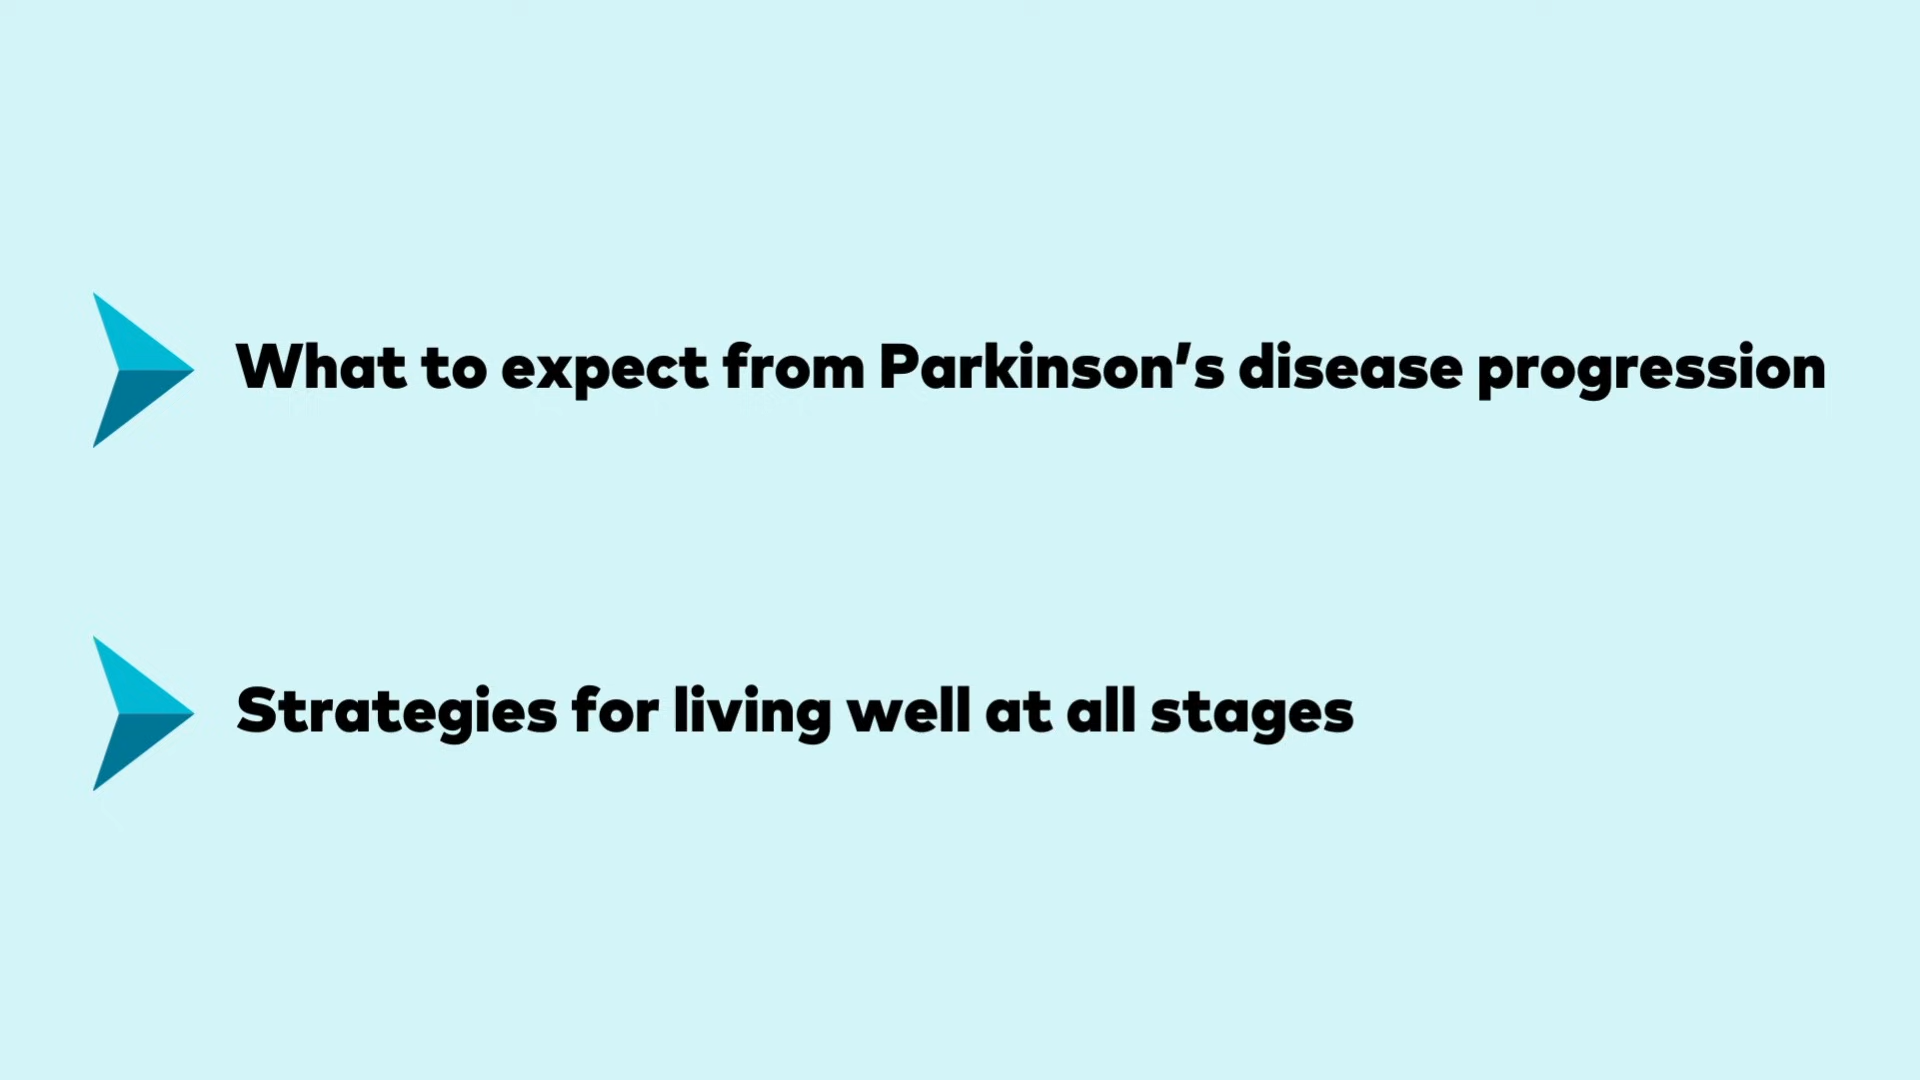 What to expect from Parkinson’s disease progression
Strategies for living well at all stages